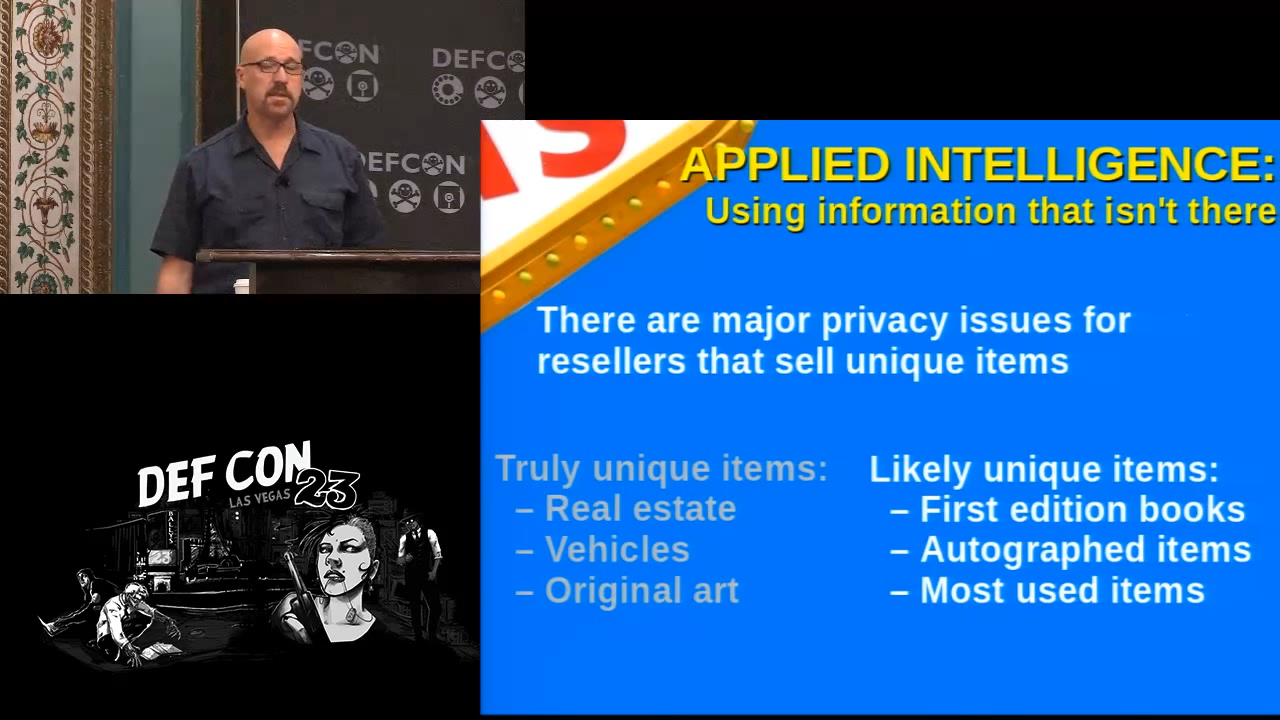 DEFCON
DEFCON
DEFCON
APPLIED INTELLIGENCE:
Using information that isn't there
There are major privacy issues for
resellers that sell unique items
Truly unique items:
– Real estate
– Vehicles
– Original art
Likely unique items:
– First edition books
– Autographed items
– Most used items
DEF CON 23
LAS VEGAS
BALLYS
23